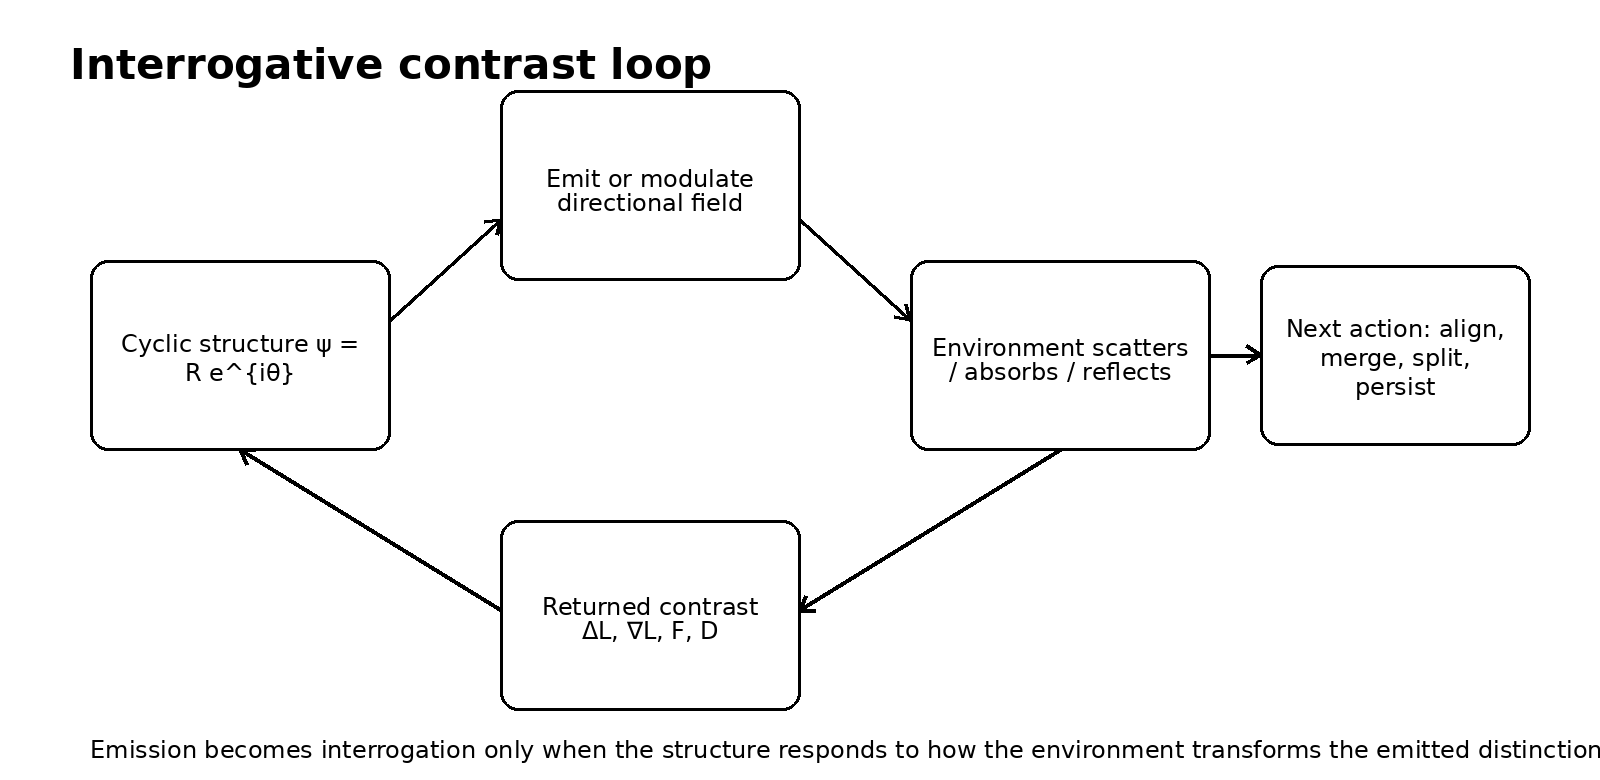 Interrogative contrast loop
Emit or modulate
directional field
Cyclic structure ψ =
R e^{iθ}
Environment scatters
/ absorbs / reflects
Next action: align,
merge, split,
persist
Returned contrast
ΔL, ∇L, F, D
Emission becomes interrogation only when the structure responds to how the environment transforms the emitted distinction